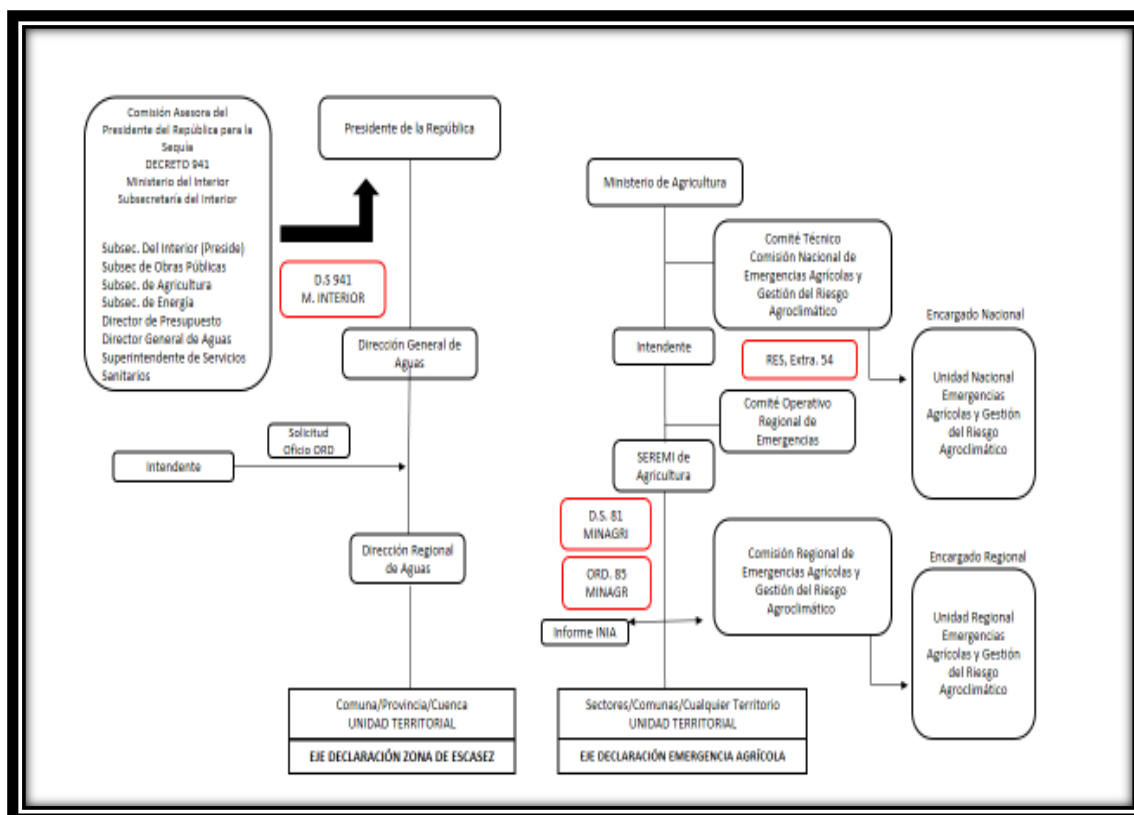 Comisión Asesora del
Presidente del República para la
Sequía
DECRETO 941
Ministerio del Interior
Subsecretaría del Interior
Subsec. Del Interior (Preside)
Subsec de Obras Públicas
Subsec. de Agricultura
Subsec. de Energía
Director de Presupuesto
Director General de Aguas
Superintendente de Servicios
Sanitarios
Presidente de la República
D.S 941
M. INTERIOR
Dirección General de
Aguas
Solicitud
Oficio ORD
Intendente
Dirección Regional
de Aguas
Comuna/Provincia/Cuenca
UNIDAD TERRITORIAL
EJE DECLARACIÓN ZONA DE ESCASEZ
Ministerio de Agricultura
Comité Técnico
Comisión Nacional de
Emergencias Agrícolas y
Gestión del Riesgo
Agroclimático
Intendente
RES, Extra. 54
Encargado Nacional
Unidad Nacional
Emergencias
Agrícolas y Gestión
del Riesgo
Agroclimático
Comité Operativo
Regional de
Emergencias
SEREMI de
Agricultura
D.S. 81
MINAGRI
ORD. 85
MINAGR
Informe INIA
Comisión Regional de
Emergencias Agrícolas y
Gestión del Riesgo
Agroclimático
Encargado Regional
Unidad Regional
Emergencias
Agrícolas y Gestión
del Riesgo
Agroclimático
Sectores/Comunas/Cualquier Territorio
UNIDAD TERRITORIAL
EJE DECLARACIÓN EMERGENCIA AGRÍCOLA